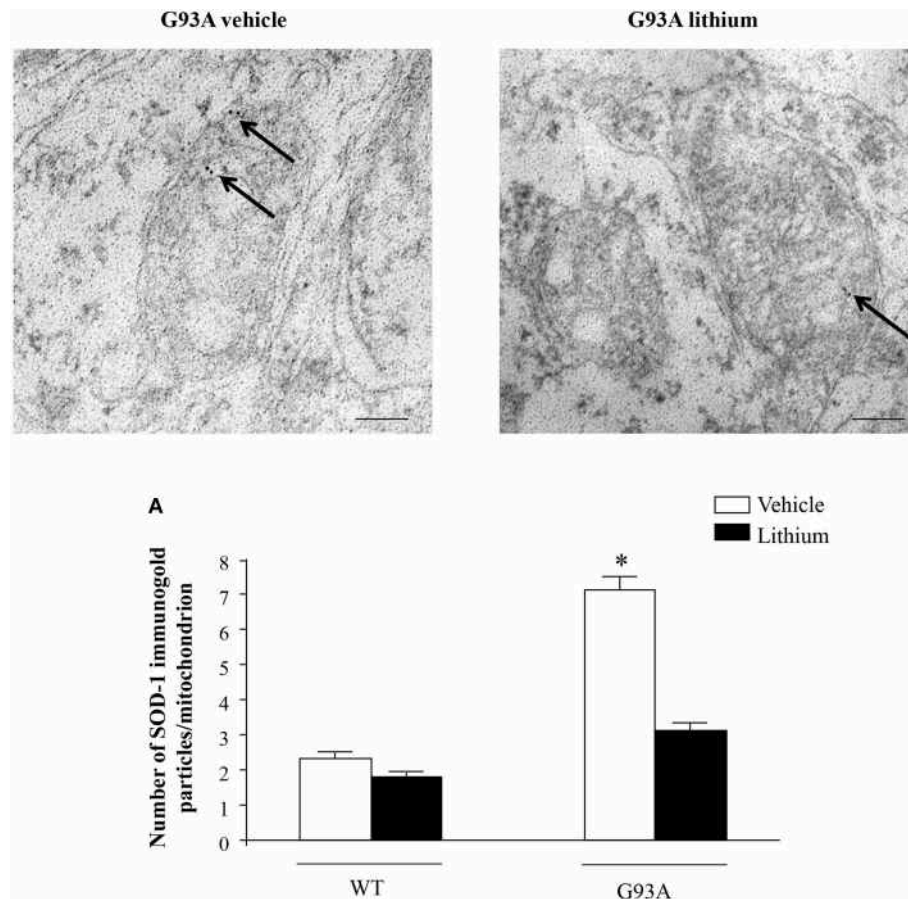 G93A vehicle
G93A lithium
A
Vehicle
Lithium
Number of SOD-1 immunogold
particles/mitochondrion
8
7
6
5
4
3
2
1
0
*
WT
G93A